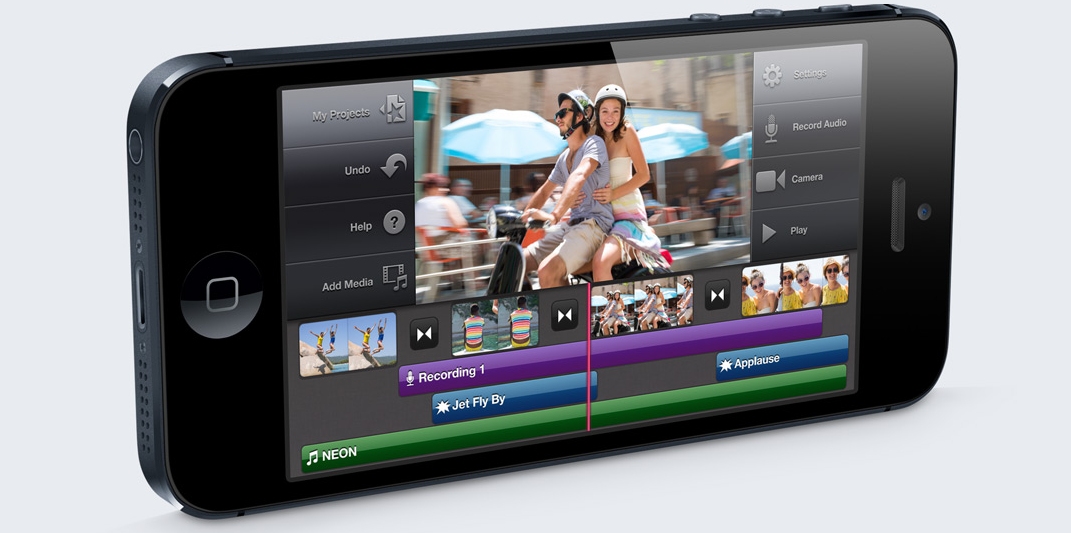 My Projects
Undo
Help
Add Media
Settings
Record Audio
Camera
Play
Recording 1
Jet Fly By
Applause
NEON